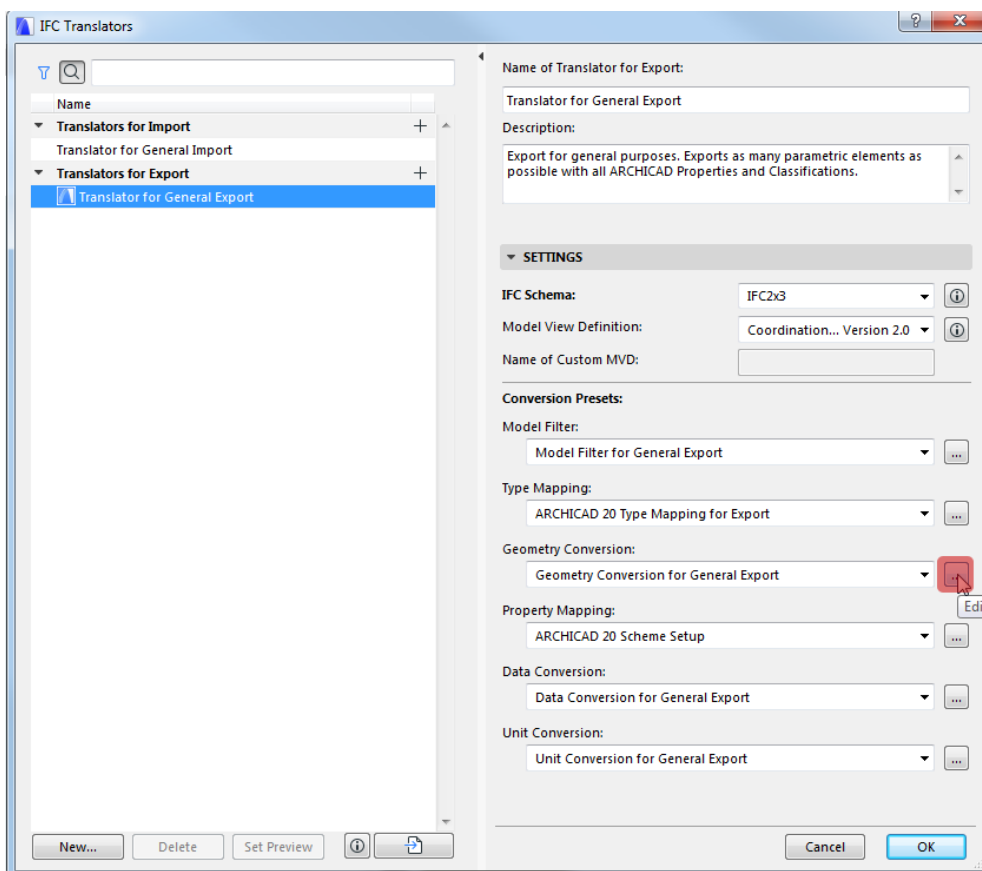 IFC Translators
Name
Translators for Import
Translator for General Import
Translators for Export
Translator for General Export
New...
Delete
Set Preview
Name of Translator for Export:
Translator for General Export
Description:
Export for general purposes. Exports as many parametric elements as
possible with all ARCHICAD Properties and Classifications.
SETTINGS
IFC Schema:
IFC2x3
Model View Definition:
Coordination... Version 2.0
Name of Custom MVD:
Conversion Presets:
Model Filter:
Model Filter for General Export
...
Type Mapping:
ARCHICAD 20 Type Mapping for Export
...
Geometry Conversion:
Geometry Conversion for General Export
...
Edi
Property Mapping:
ARCHICAD 20 Scheme Setup
...
Data Conversion:
Data Conversion for General Export
...
Unit Conversion:
Unit Conversion for General Export
...
Cancel
OK